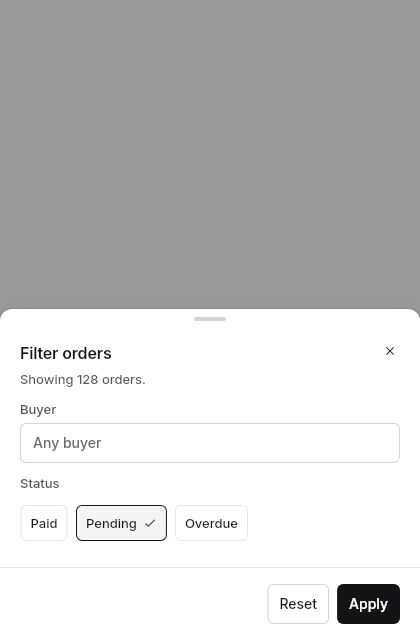 Filter orders
Showing 128 orders.
Buyer
Any buyer
Status
Paid
Pending
Overdue
Reset
Apply